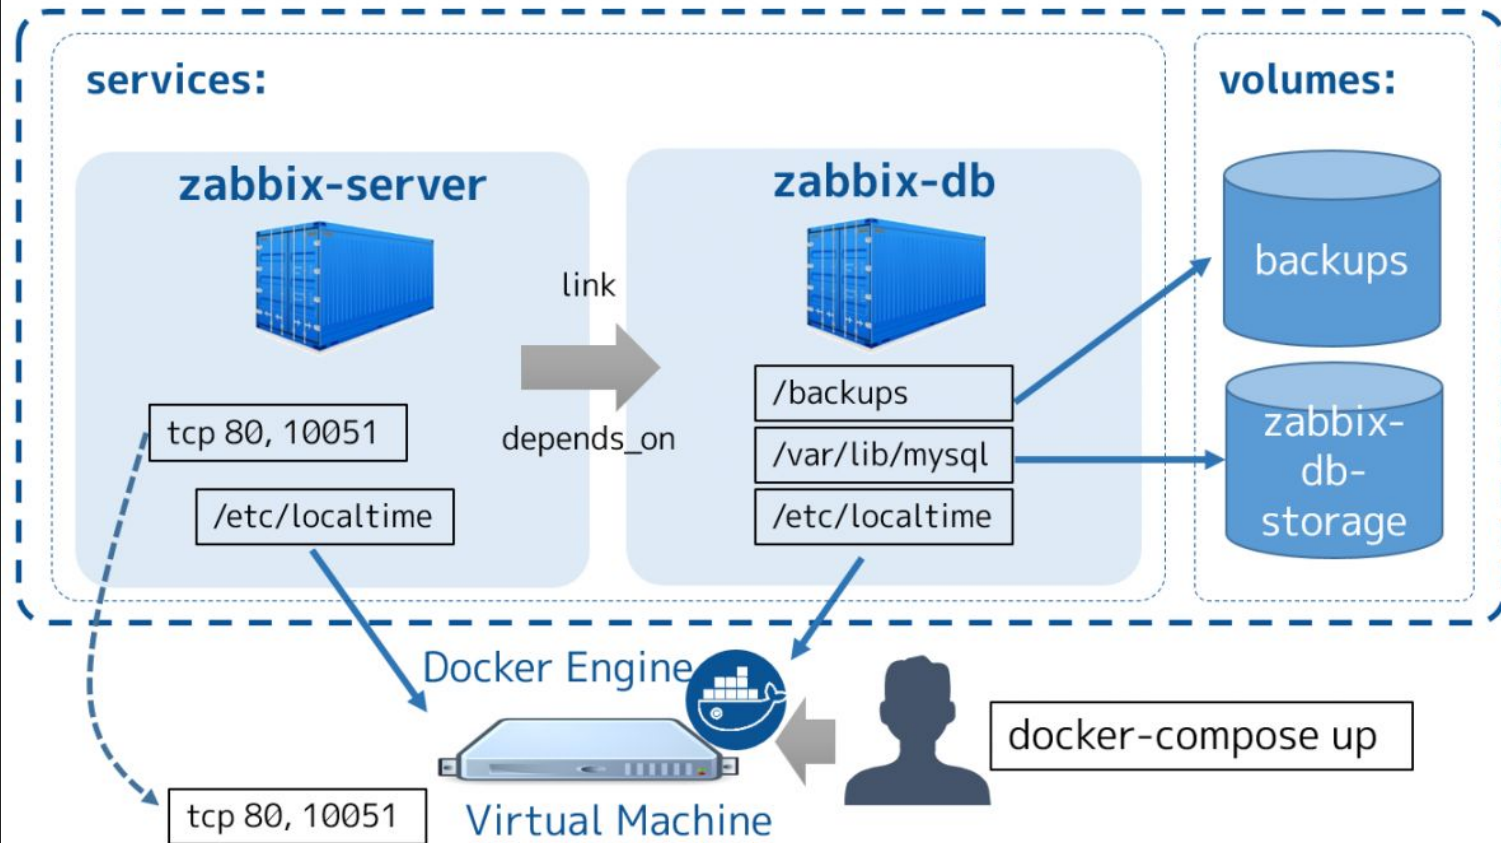 services:
volumes:
zabbix-server
zabbix-db
link
depends_on
tcp 80, 10051
/etc/localtime
/backups
/var/lib/mysql
/etc/localtime
backups
zabbix-
db-
storage
Docker Engine
docker-compose up
tcp 80, 10051
Virtual Machine